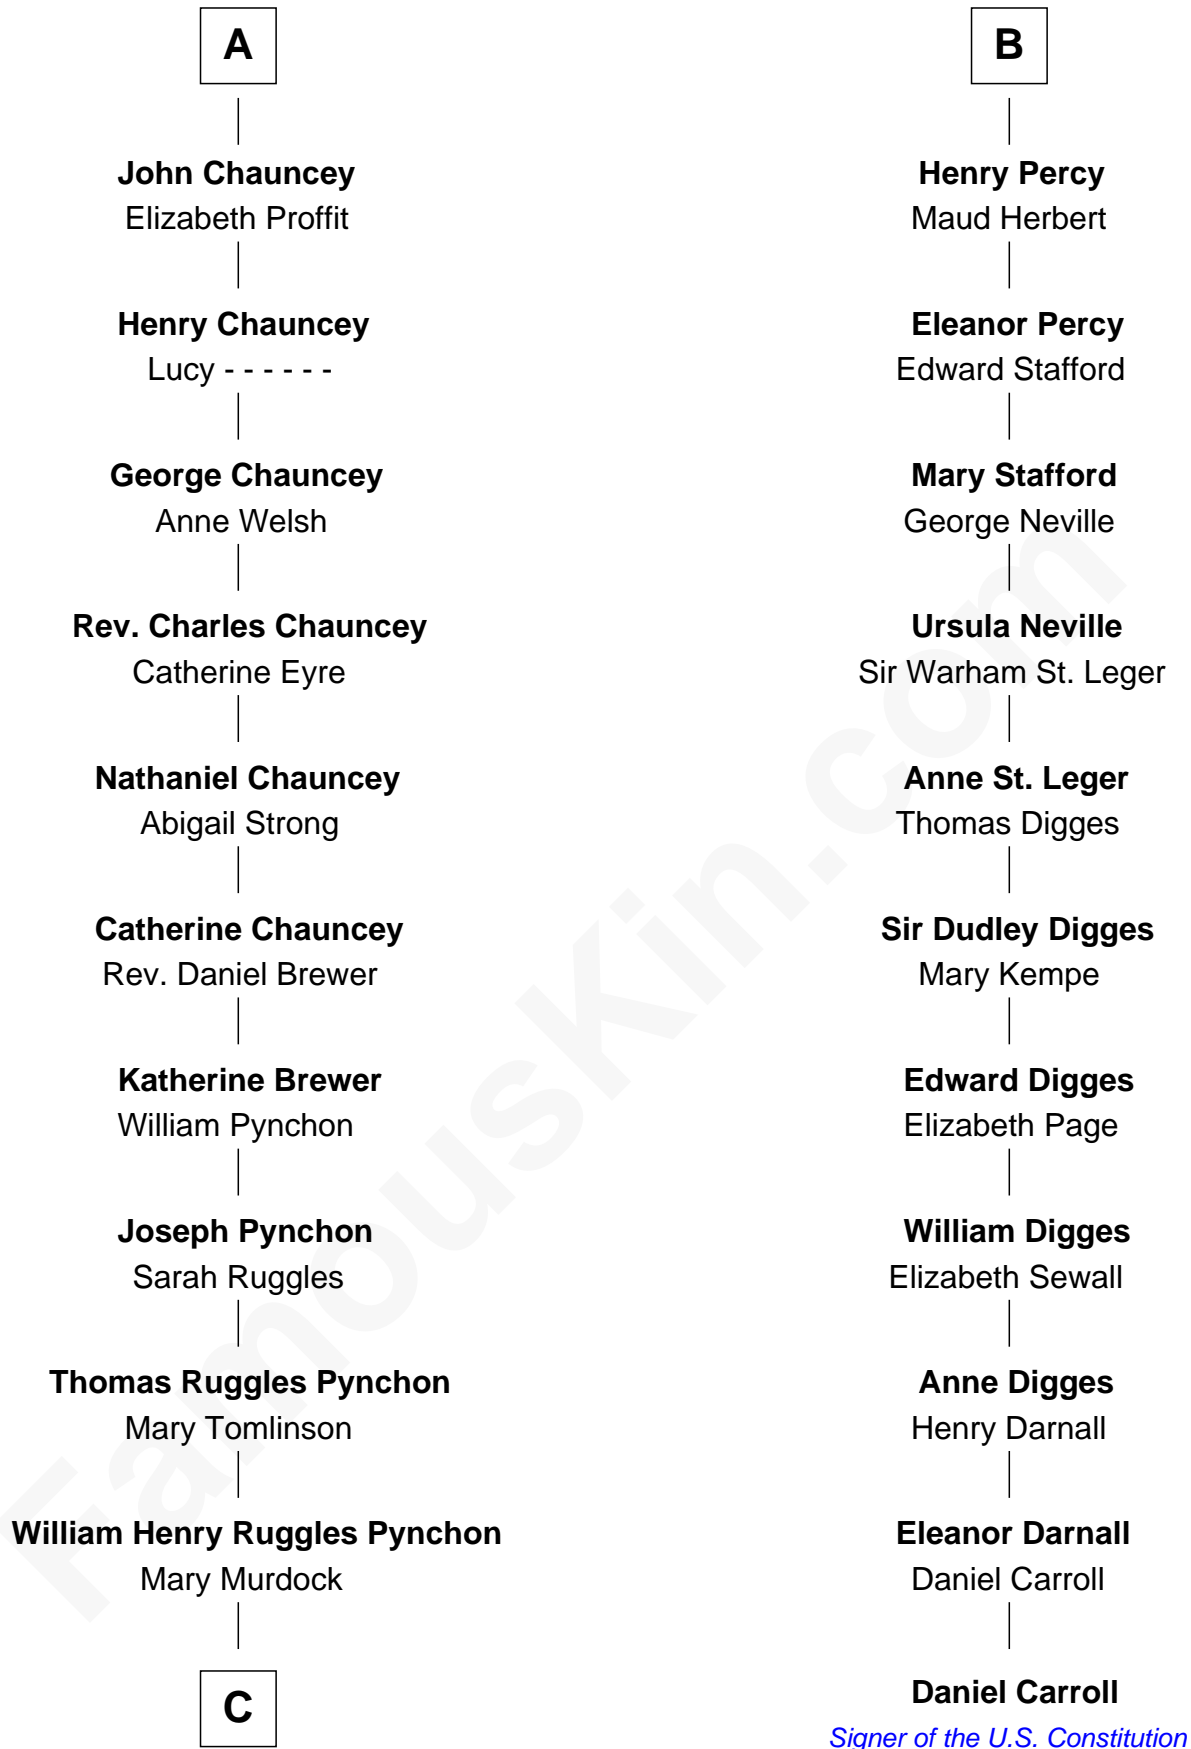 A
John Chauncey
Elizabeth Proffit
Henry Chauncey
Lucy - - - - - -
George Chauncey
Anne Welsh
Rev. Charles Chauncey
Catherine Eyre
Nathaniel Chauncey
Abigail Strong
Catherine Chauncey
Rev. Daniel Brewer
Katherine Brewer
William Pynchon
Joseph Pynchon
Sarah Ruggles
Thomas Ruggles Pynchon
Mary Tomlinson
William Henry Ruggles Pynchon
Mary Murdock
C
B
Henry Percy
Maud Herbert
Eleanor Percy
Edward Stafford
Mary Stafford
George Neville
Ursula Neville
Sir Warham St. Leger
Anne St. Leger
Thomas Digges
Sir Dudley Digges
Mary Kempe
Edward Digges
Elizabeth Page
William Digges
Elizabeth Sewall
Anne Digges
Henry Darnall
Eleanor Darnall
Daniel Carroll
Daniel Carroll
Signer of the U.S. Constitution
FamousKin.com